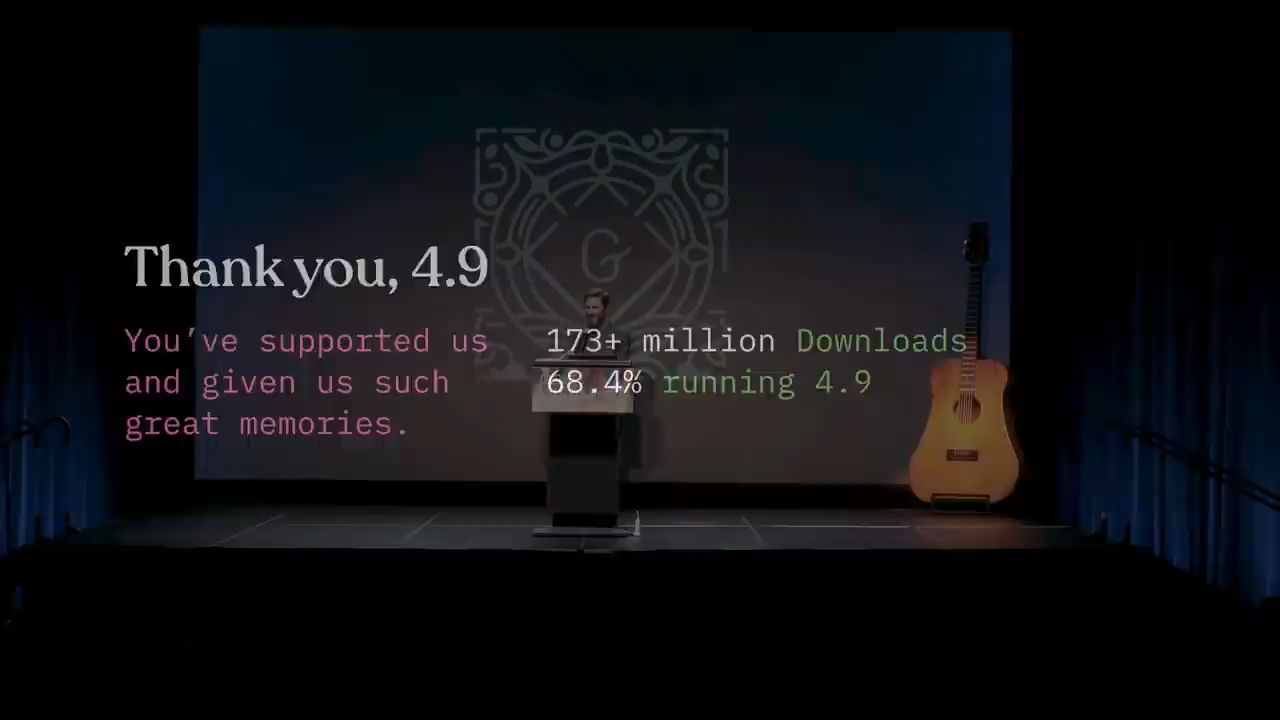 Thank you, 4.9
You’ve supported us
and given us such
great memories.
173+ million Downloads
68.4% running 4.9
G